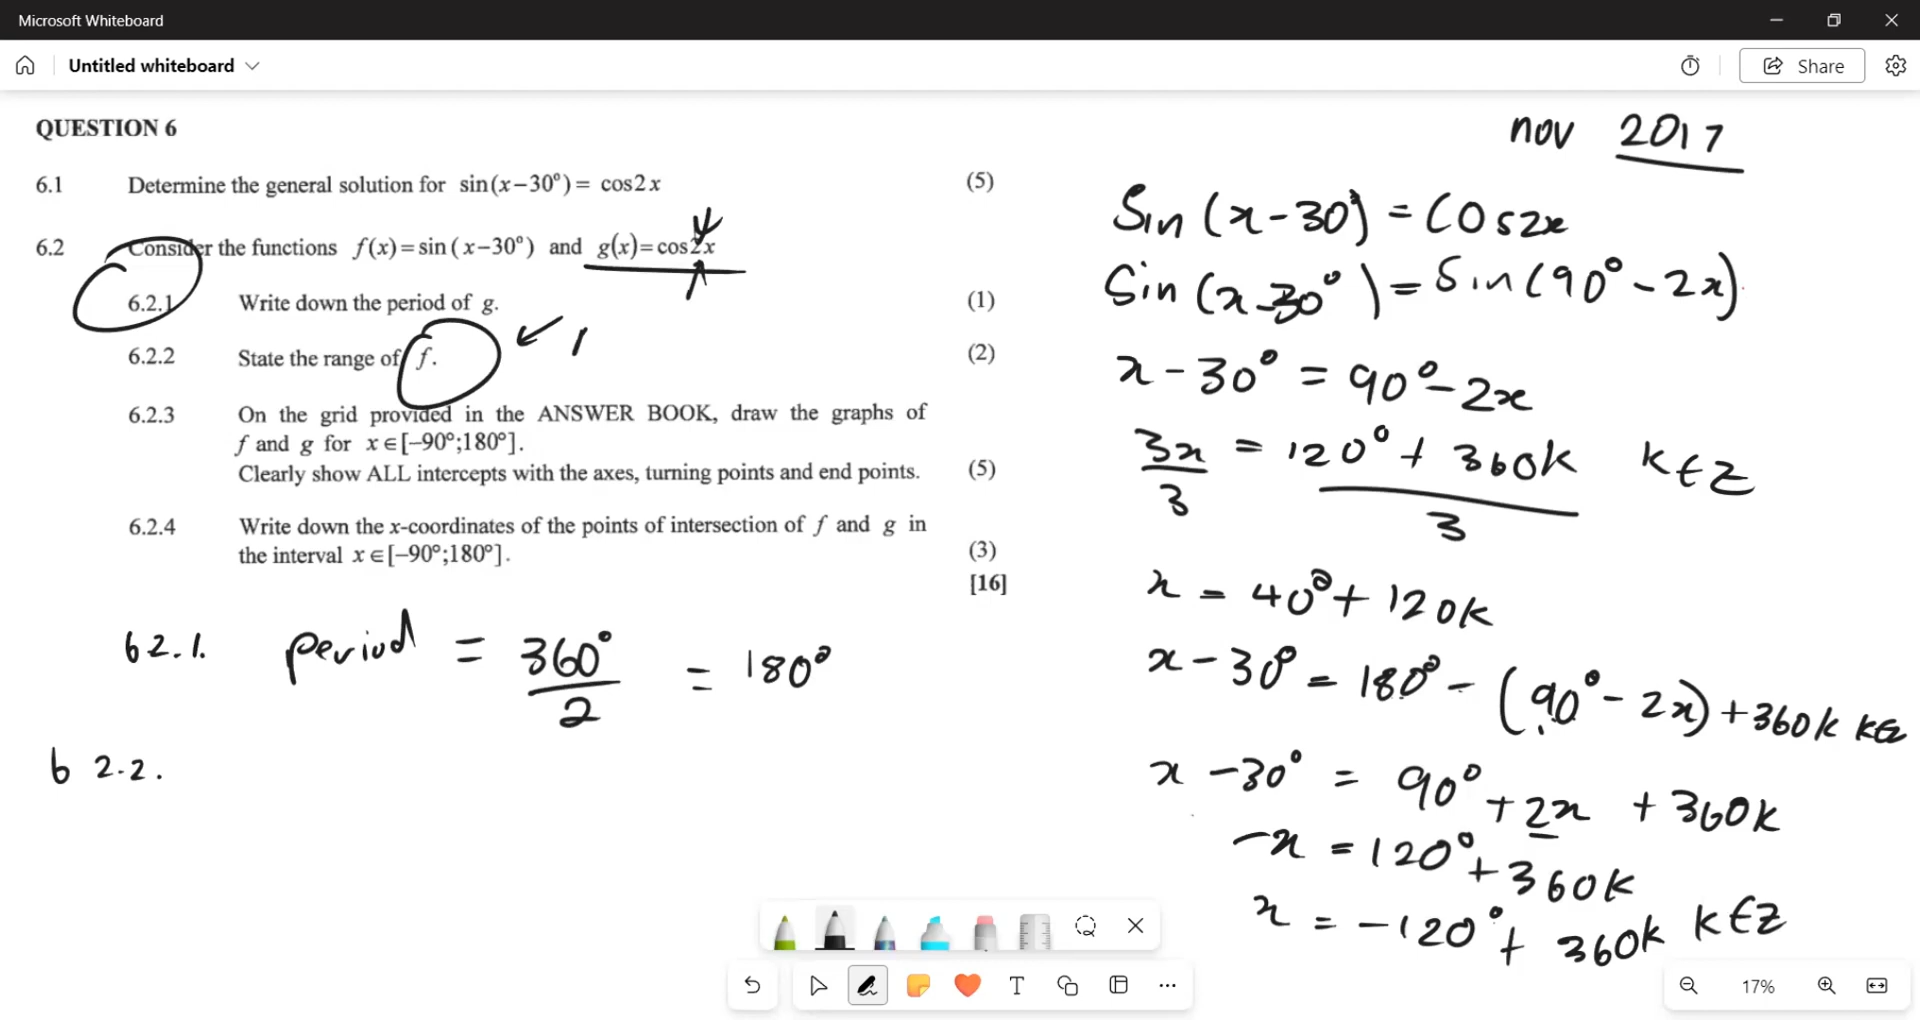 Microsoft Whiteboard
Untitled whiteboard
Share
QUESTION 6
6.1 Determine the general solution for sin(x−30°) = cos2x (5)
6.2 Consider the functions f(x) = sin(x−30°) and g(x) = cos2x
6.2.1 Write down the period of g. (1)
6.2.2 State the range of f. (2)
6.2.3 On the grid provided in the ANSWER BOOK, draw the graphs of
f and g for x∈[−90°;180°].
Clearly show ALL intercepts with the axes, turning points and end points. (5)
6.2.4 Write down the x-coordinates of the points of intersection of f and g in
the interval x∈[−90°;180°]. (3)
[16]
6 2.1. period = 360°/2 = 180°
6 2.2.
nov 2017
Sin (x − 30°) = Cos2x
Sin (x − 30°) = Sin (90° − 2x)
x − 30° = 90° − 2x
3x/3 = 120° + 360k/3 k∈Z
x = 40° + 120k
x − 30° = 180° − (90° − 2x) + 360k k∈Z
x − 30° = 90° + 2x + 360k
−x = 120° + 360k
x = −120° + 360k k∈Z
17%